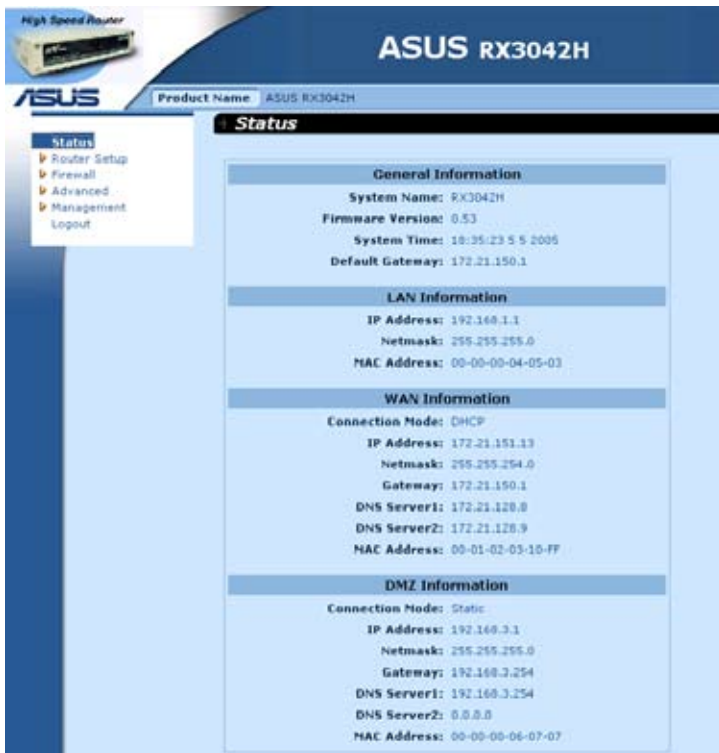 High Speed Router
ASUS RX3042H
ASUS
Product Name ASUS RX3042H
Status
Status
Router Setup
Firewall
Advanced
Management
Logout
General Information
System Name: RX3042H
Firmware Version: 0.53
System Time: 18:35:23 5 5 2005
Default Gateway: 172.21.150.1
LAN Information
IP Address: 192.168.1.1
Netmask: 255.255.255.0
MAC Address: 00-00-00-04-05-03
WAN Information
Connection Mode: DHCP
IP Address: 172.21.151.13
Netmask: 255.255.254.0
Gateway: 172.21.150.1
DNS Server1: 172.21.128.8
DNS Server2: 172.21.128.9
MAC Address: 00-01-02-03-10-FF
DMZ Information
Connection Mode: Static
IP Address: 192.168.3.1
Netmask: 255.255.255.0
Gateway: 192.168.3.254
DNS Server1: 192.168.3.254
DNS Server2: 0.0.0.0
MAC Address: 00-00-00-06-07-07